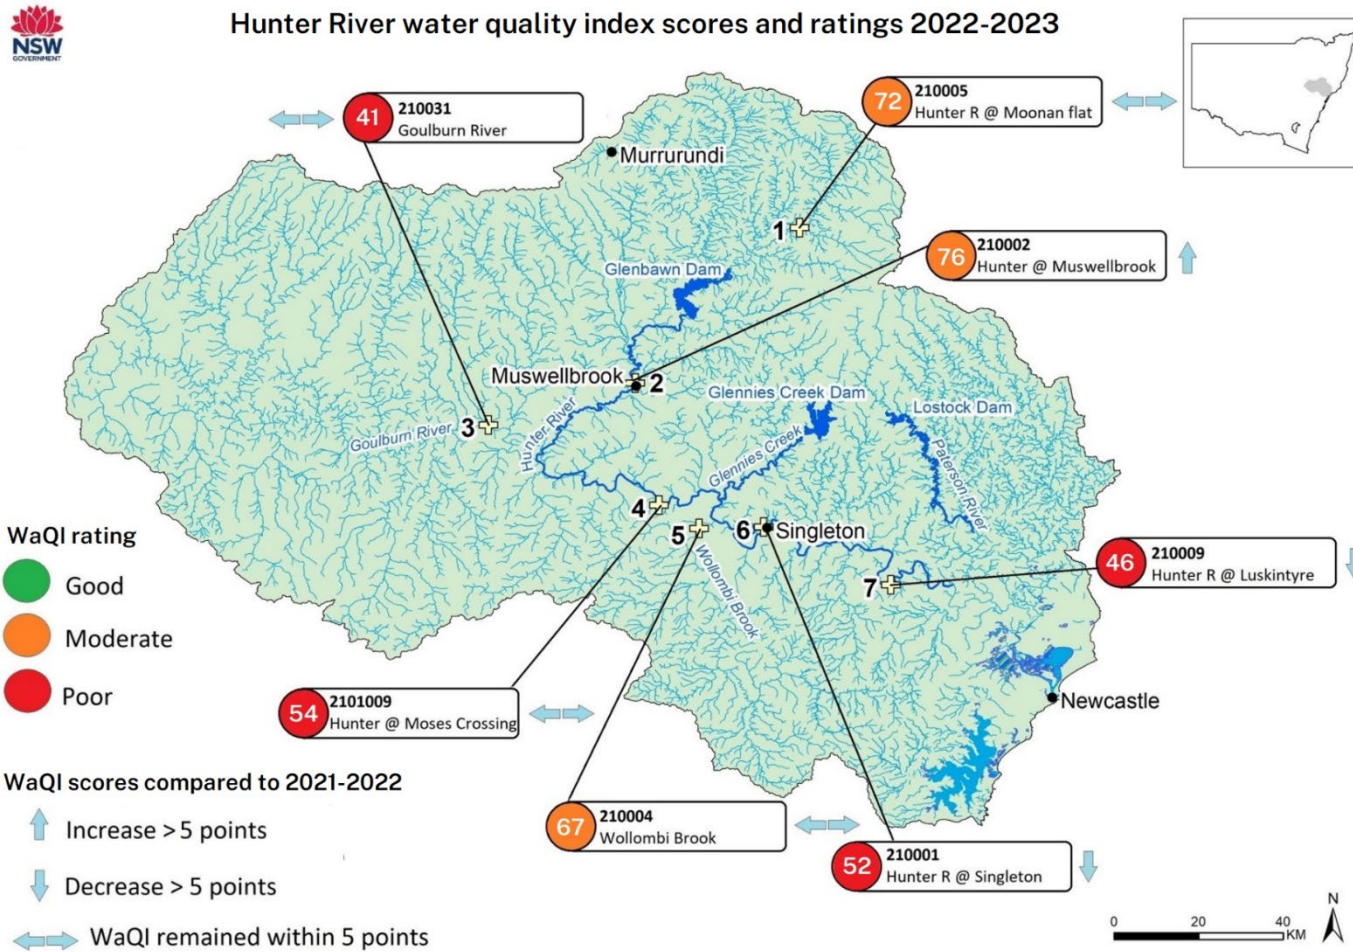 Hunter River water quality index scores and ratings 2022-2023
NSW
GOVERNMENT
41
210031
Goulburn River
72
210005
Hunter R @ Moonan flat
Murrurundi
1
76
210002
Hunter @ Muswellbrook
Glenbawn Dam
Muswellbrook
2
Glennies Creek Dam
Lostock Dam
Goulburn River
3
Hunter River
Glennies Creek
Paterson River
4
5
6
Singleton
Wollombi Brook
7
46
210009
Hunter R @ Luskintyre
WaQI rating
Good
Moderate
Poor
54
2101009
Hunter @ Moses Crossing
Newcastle
WaQI scores compared to 2021-2022
Increase > 5 points
Decrease > 5 points
WaQI remained within 5 points
67
210004
Wollombi Brook
52
210001
Hunter R @ Singleton
N
0 20 40
KM